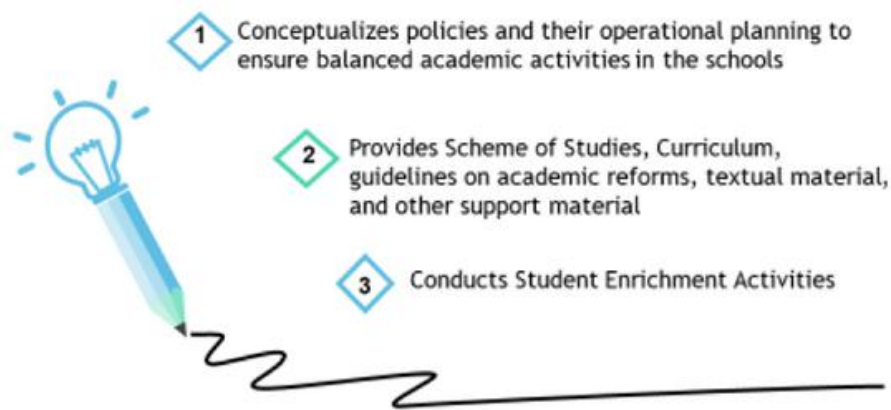 1 Conceptualizes policies and their operational planning to
ensure balanced academic activities in the schools
2 Provides Scheme of Studies, Curriculum,
guidelines on academic reforms, textual material,
and other support material
3 Conducts Student Enrichment Activities